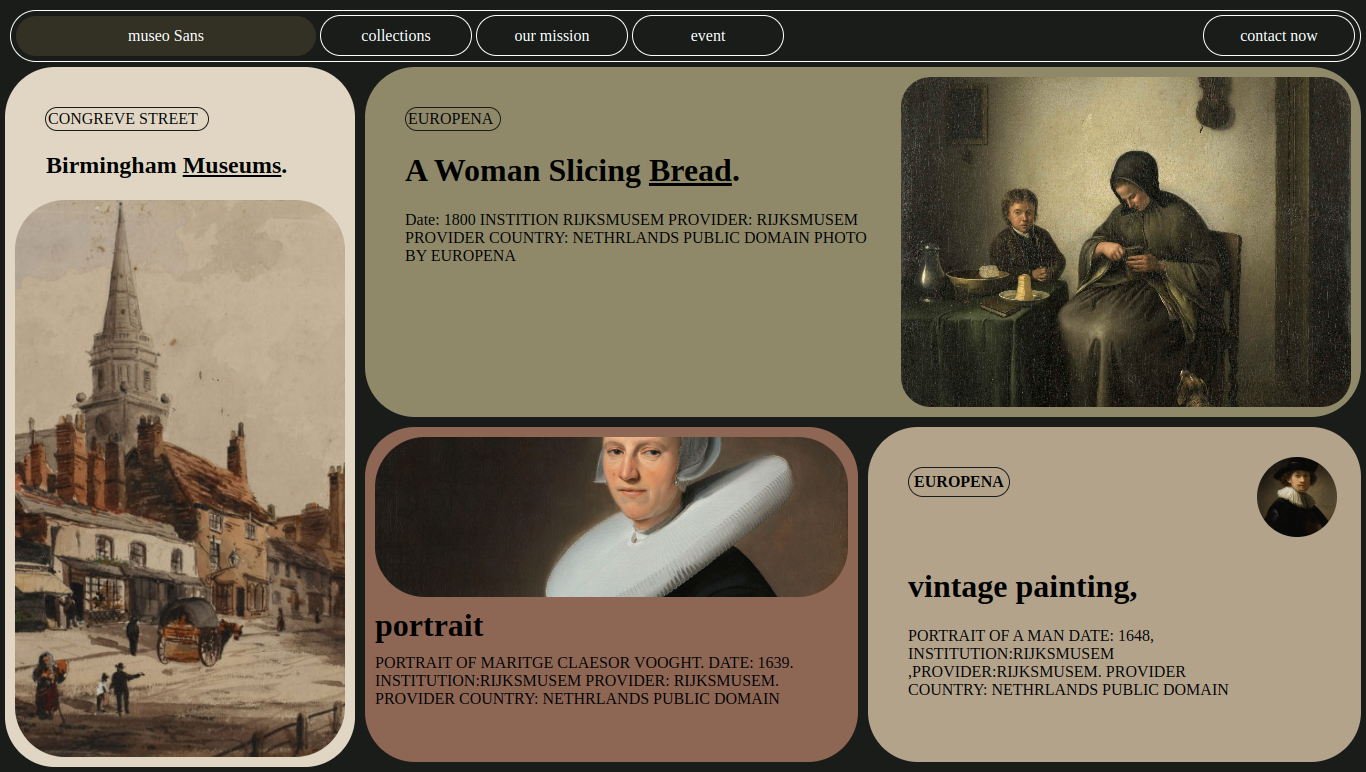 museo Sans
collections
our mission
event
contact now
CONGREVE STREET
Birmingham Museums.
EUROPENA
A Woman Slicing Bread.
Date: 1800 INSTITION RIJKSMUSEM PROVIDER: RIJKSMUSEM
PROVIDER COUNTRY: NETHRLANDS PUBLIC DOMAIN PHOTO
BY EUROPENA
portrait
PORTRAIT OF MARITGE CLAESOR VOOGHT. DATE: 1639.
INSTITUTION:RIJKSMUSEM PROVIDER: RIJKSMUSEM.
PROVIDER COUNTRY: NETHRLANDS PUBLIC DOMAIN
EUROPENA
vintage painting,
PORTRAIT OF A MAN DATE: 1648,
INSTITUTION:RIJKSMUSEM
,PROVIDER:RIJKSMUSEM. PROVIDER
COUNTRY: NETHRLANDS PUBLIC DOMAIN